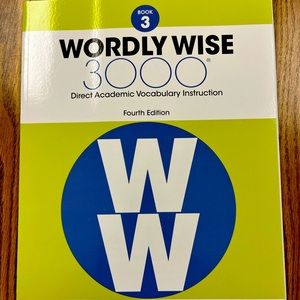 BOOK
3
WORDLY WISE
3000®
Direct Academic Vocabulary Instruction
Fourth Edition
W
W